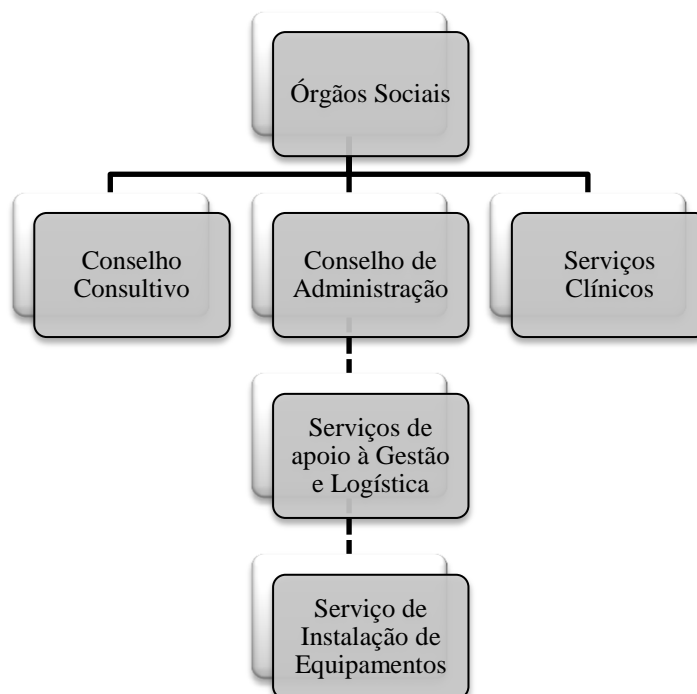 Órgãos Sociais
Conselho
Consultivo
Conselho de
Administração
Serviços
Clínicos
Serviços de
apoio à Gestão
e Logística
Serviço de
Instalação de
Equipamentos